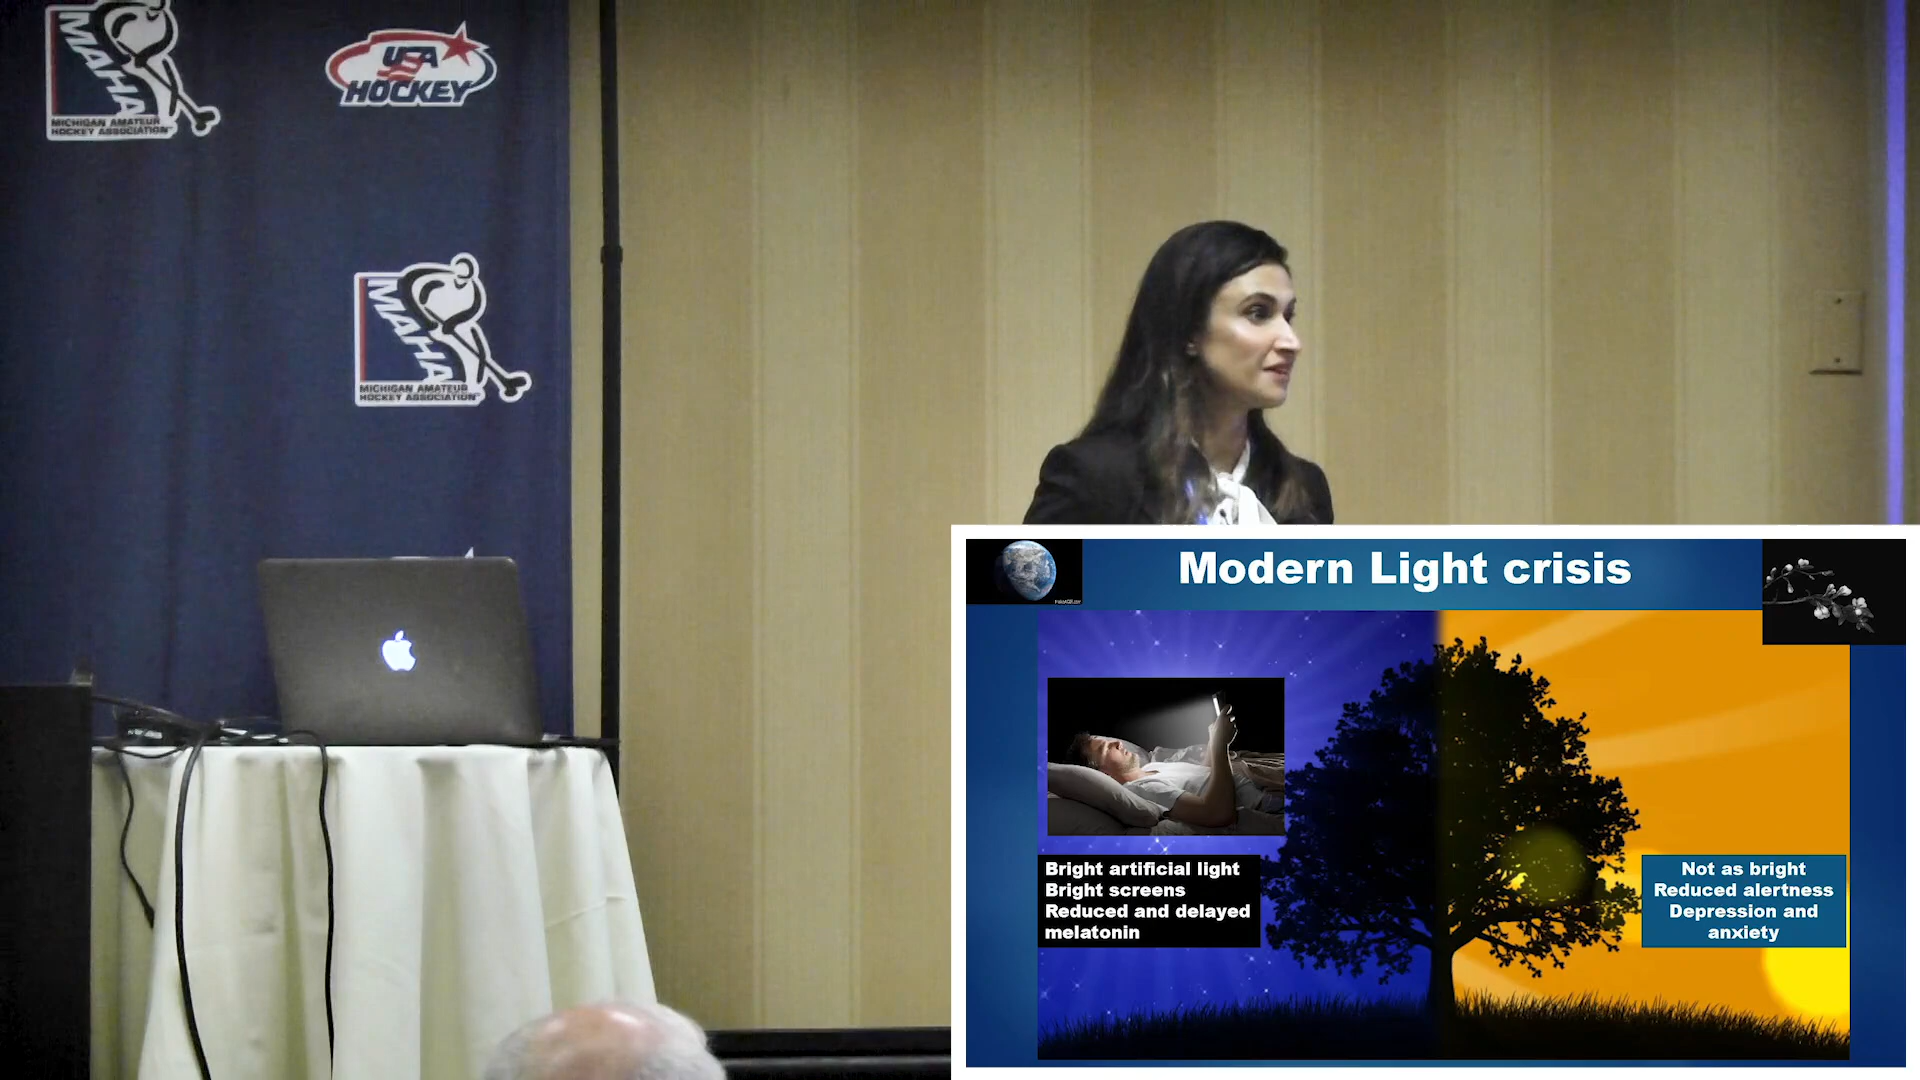 MAHA
MICHIGAN AMATEUR
HOCKEY ASSOCIATION
USA
HOCKEY
MAHA
MICHIGAN AMATEUR
HOCKEY ASSOCIATION
Modern Light crisis
Bright artificial light
Bright screens
Reduced and delayed
melatonin
Not as bright
Reduced alertness
Depression and
anxiety